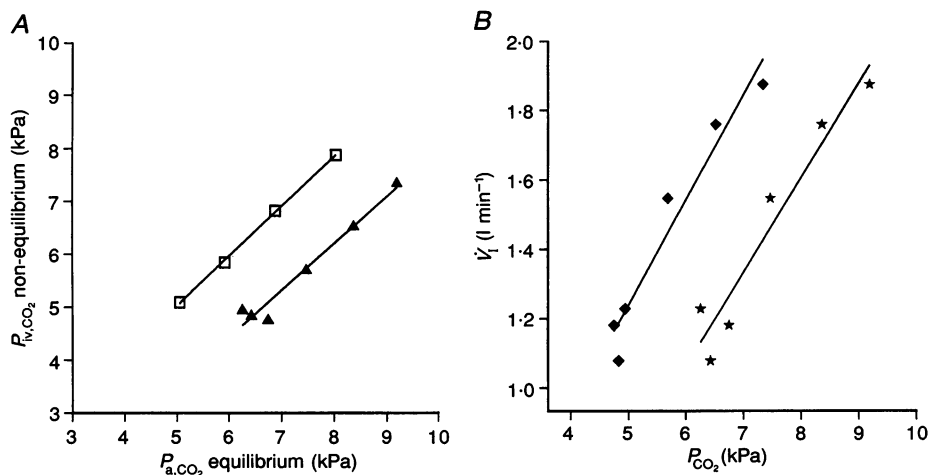 A
10
9
8
7
6
5
4
3
3 4 5 6 7 8 9 10
P_iv,CO₂ non-equilibrium (kPa)
P_a,CO₂ equilibrium (kPa)
B
2·0
1·8
1·6
1·4
1·2
1·0
4 5 6 7 8 9 10
V̇_I (l min⁻¹)
P_CO₂ (kPa)